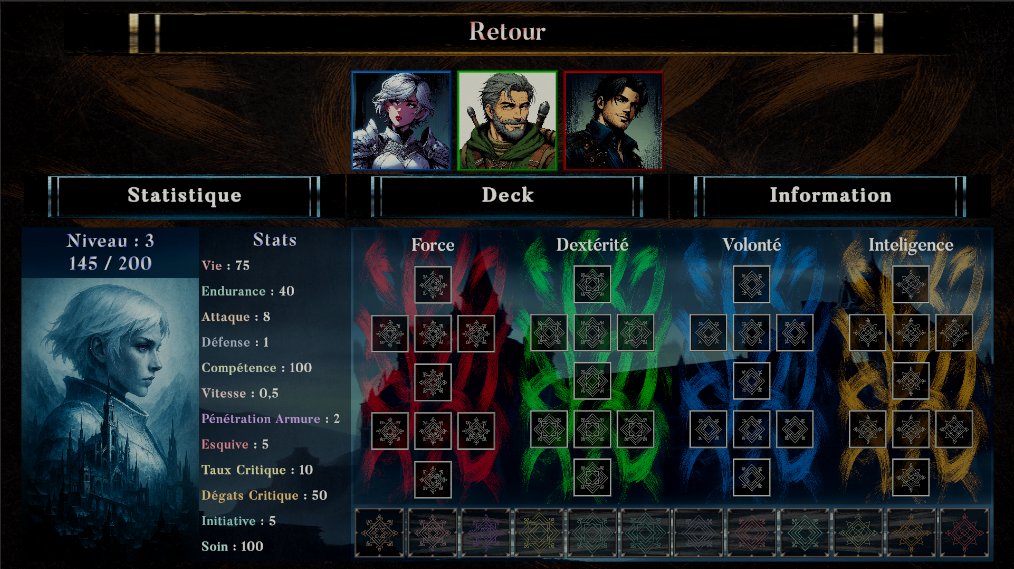 Retour
Statistique
Deck
Information
Niveau : 3
145 / 200
Stats
Vie : 75
Endurance : 40
Attaque : 8
Défense : 1
Compétence : 100
Vitesse : 0,5
Pénétration Armure : 2
Esquive : 5
Taux Critique : 10
Dégats Critique : 50
Initiative : 5
Soin : 100
Force
Dextérité
Volonté
Inteligence